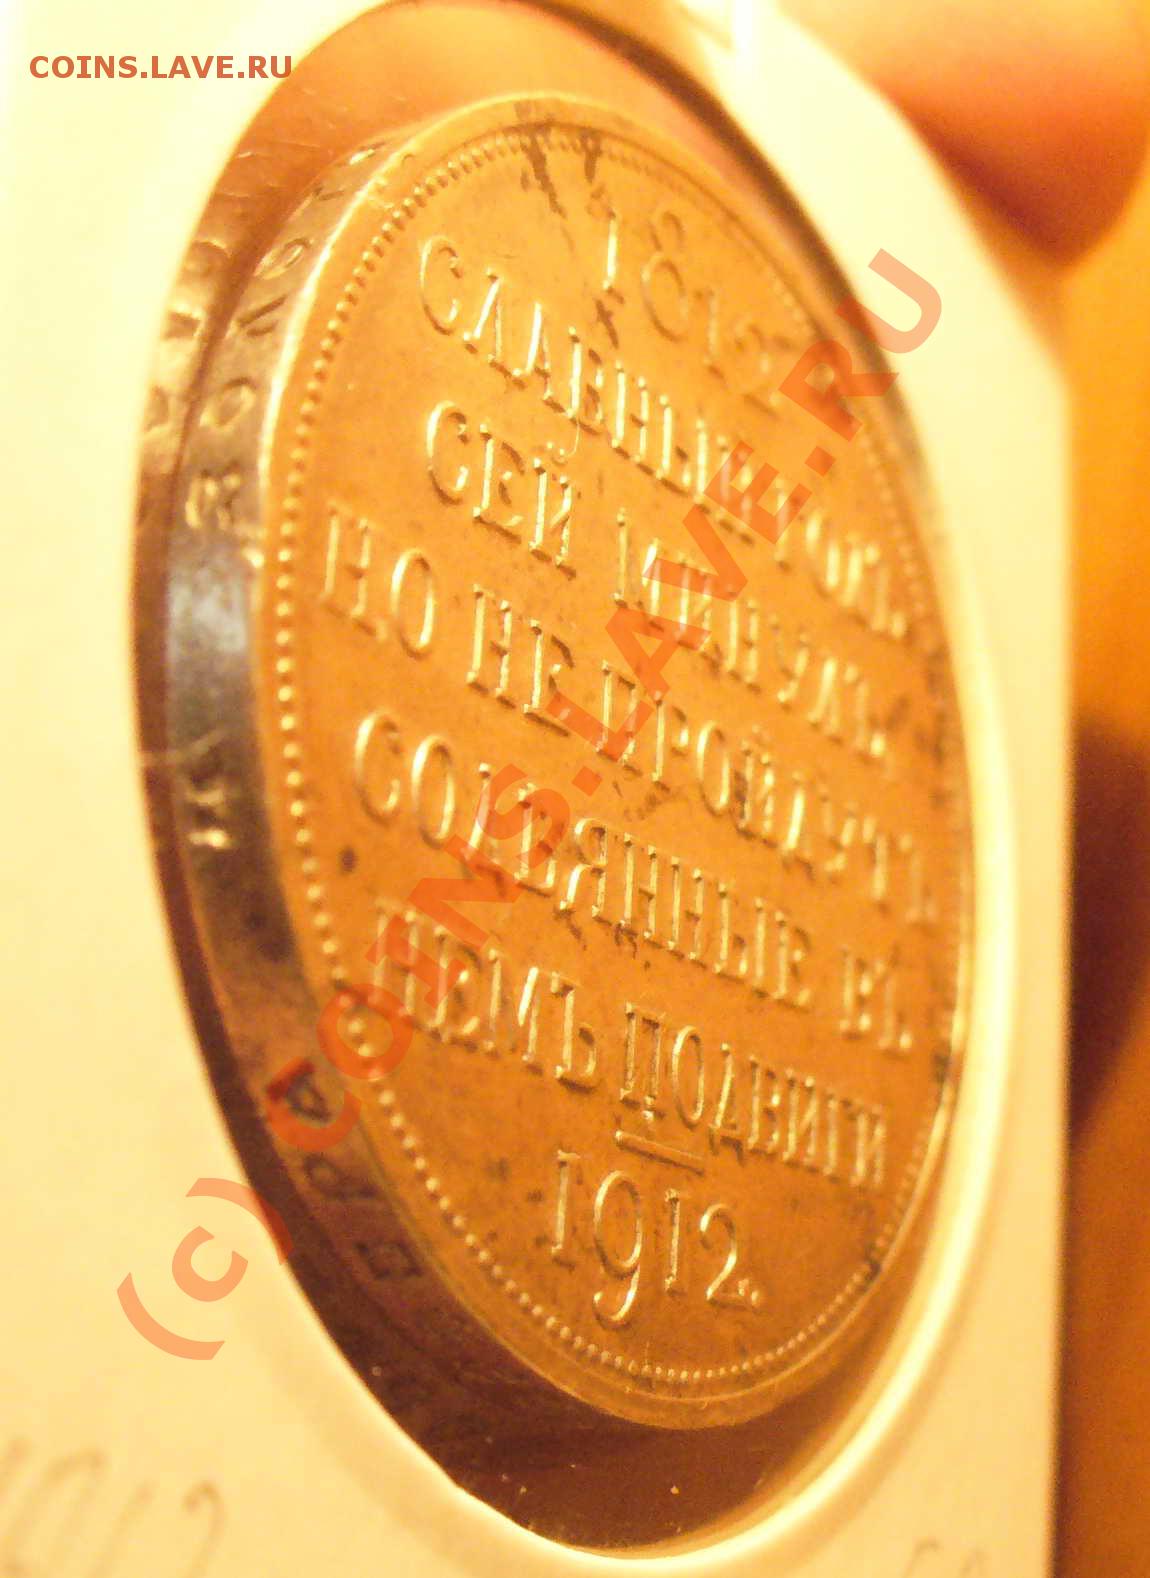 COINS.LAVE.RU
1812
СЛАВНЫЙ ГОДЪ
СЕЙ МИНУЛЪ
НО НЕ ПРОЙДУТЪ
СОДѢЯННЫЕ ВЪ
НЕМЪ ПОДВИГИ
1912.
(c) COINS.LAVE.RU